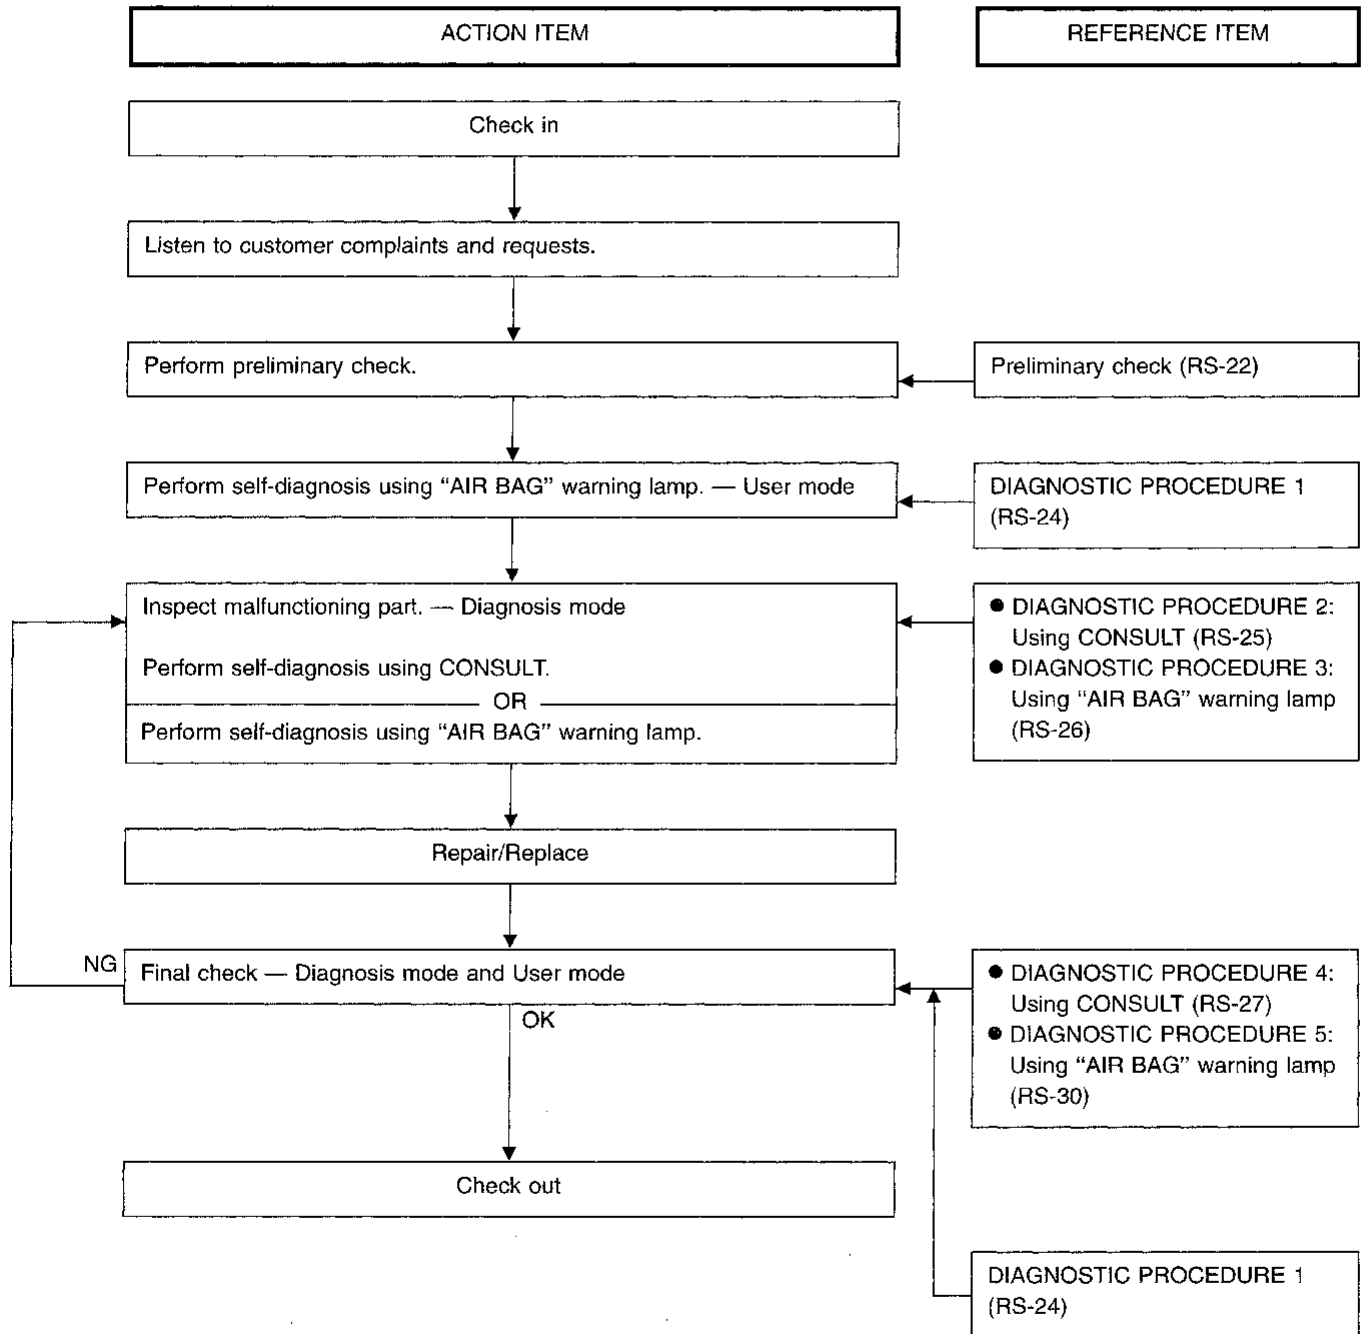 ACTION ITEM
REFERENCE ITEM
Check in
Listen to customer complaints and requests.
Perform preliminary check.
Preliminary check (RS-22)
Perform self-diagnosis using “AIR BAG” warning lamp. — User mode
DIAGNOSTIC PROCEDURE 1
(RS-24)
Inspect malfunctioning part. — Diagnosis mode
Perform self-diagnosis using CONSULT.
OR
Perform self-diagnosis using “AIR BAG” warning lamp.
● DIAGNOSTIC PROCEDURE 2:
Using CONSULT (RS-25)
● DIAGNOSTIC PROCEDURE 3:
Using “AIR BAG” warning lamp
(RS-26)
Repair/Replace
NG
Final check — Diagnosis mode and User mode
OK
● DIAGNOSTIC PROCEDURE 4:
Using CONSULT (RS-27)
● DIAGNOSTIC PROCEDURE 5:
Using “AIR BAG” warning lamp
(RS-30)
Check out
DIAGNOSTIC PROCEDURE 1
(RS-24)